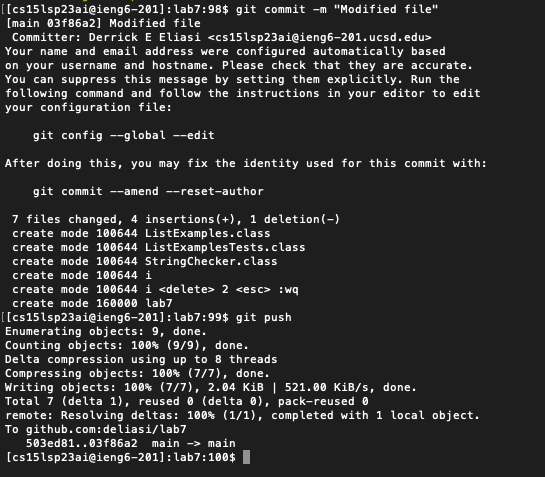 [[cs15lsp23ai@ieng6-201]:lab7:98$ git commit -m "Modified file"
[main 03f86a2] Modified file
 Committer: Derrick E Eliasi <cs15lsp23ai@ieng6-201.ucsd.edu>
Your name and email address were configured automatically based
on your username and hostname. Please check that they are accurate.
You can suppress this message by setting them explicitly. Run the
following command and follow the instructions in your editor to edit
your configuration file:

    git config --global --edit

After doing this, you may fix the identity used for this commit with:

    git commit --amend --reset-author

 7 files changed, 4 insertions(+), 1 deletion(-)
 create mode 100644 ListExamples.class
 create mode 100644 ListExamplesTests.class
 create mode 100644 StringChecker.class
 create mode 100644 i
 create mode 100644 i <delete> 2 <esc> :wq
 create mode 160000 lab7
[[cs15lsp23ai@ieng6-201]:lab7:99$ git push
Enumerating objects: 9, done.
Counting objects: 100% (9/9), done.
Delta compression using up to 8 threads
Compressing objects: 100% (7/7), done.
Writing objects: 100% (7/7), 2.04 KiB | 521.00 KiB/s, done.
Total 7 (delta 1), reused 0 (delta 0), pack-reused 0
remote: Resolving deltas: 100% (1/1), completed with 1 local object.
To github.com:deliasi/lab7
   503ed81..03f86a2  main -> main
[cs15lsp23ai@ieng6-201]:lab7:100$